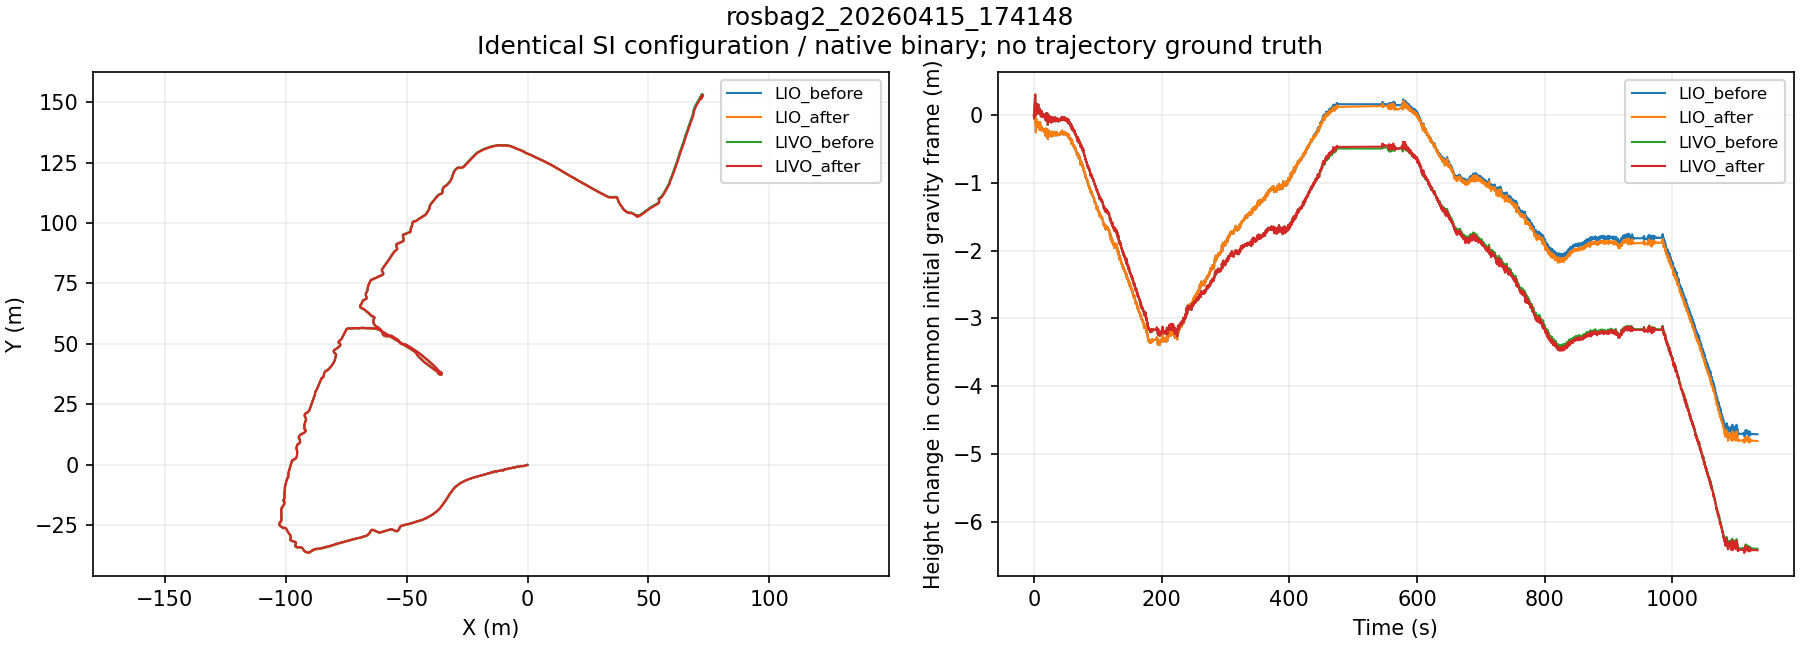 rosbag2_20260415_174148
Identical SI configuration / native binary; no trajectory ground truth
Y (m)
150
125
100
75
50
25
0
−25
−150
−100
−50
0
50
100
X (m)
LIO_before
LIO_after
LIVO_before
LIVO_after
Height change in common initial gravity frame (m)
0
−1
−2
−3
−4
−5
−6
0
200
400
600
800
1000
Time (s)
LIO_before
LIO_after
LIVO_before
LIVO_after